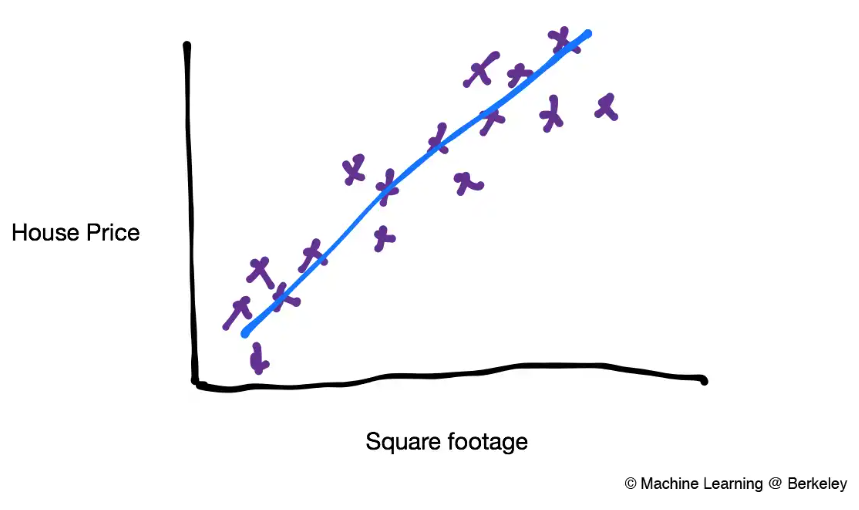 House Price
Square footage
© Machine Learning @ Berkeley